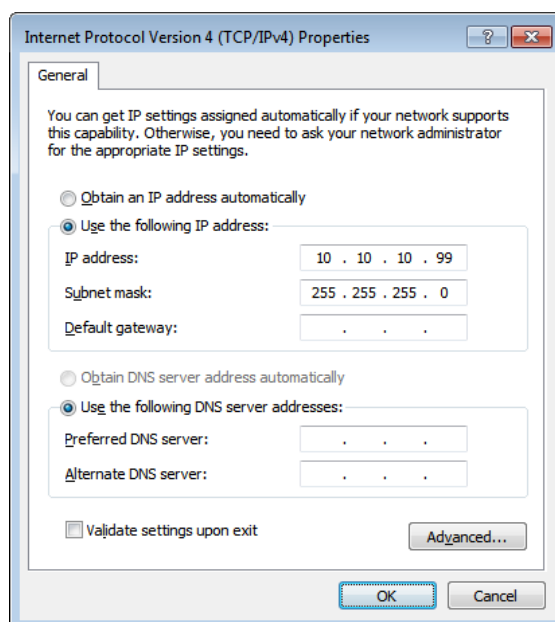 Internet Protocol Version 4 (TCP/IPv4) Properties
General
You can get IP settings assigned automatically if your network supports
this capability. Otherwise, you need to ask your network administrator
for the appropriate IP settings.
Obtain an IP address automatically
Use the following IP address:
IP address: 10 . 10 . 10 . 99
Subnet mask: 255 . 255 . 255 . 0
Default gateway: . . .
Obtain DNS server address automatically
Use the following DNS server addresses:
Preferred DNS server: . . .
Alternate DNS server: . . .
Validate settings upon exit
Advanced...
OK Cancel